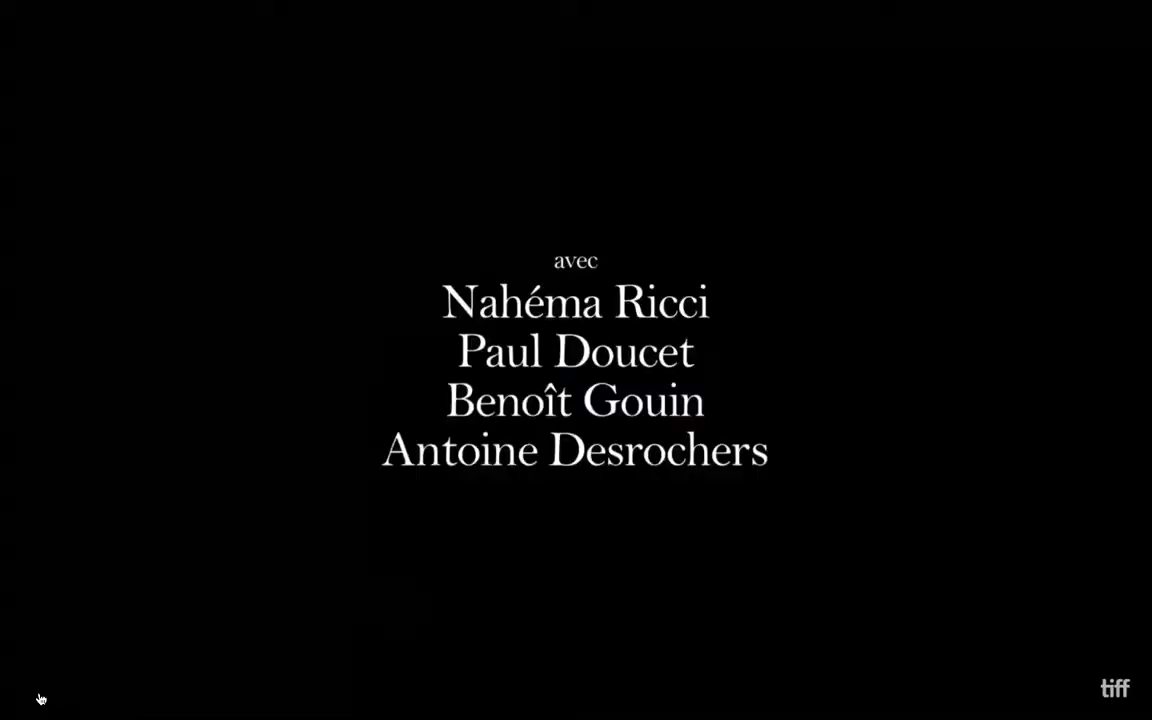 avec
Nahéma Ricci
Paul Doucet
Benoît Gouin
Antoine Desrochers
tiff